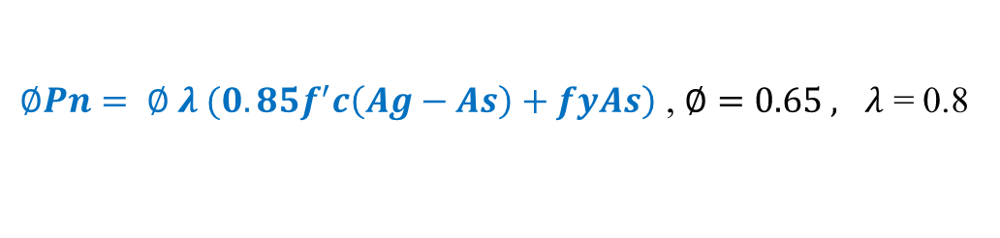 ∅Pn = ∅ λ (0.85f′c(Ag − As) + fyAs) , ∅ = 0.65 , λ = 0.8